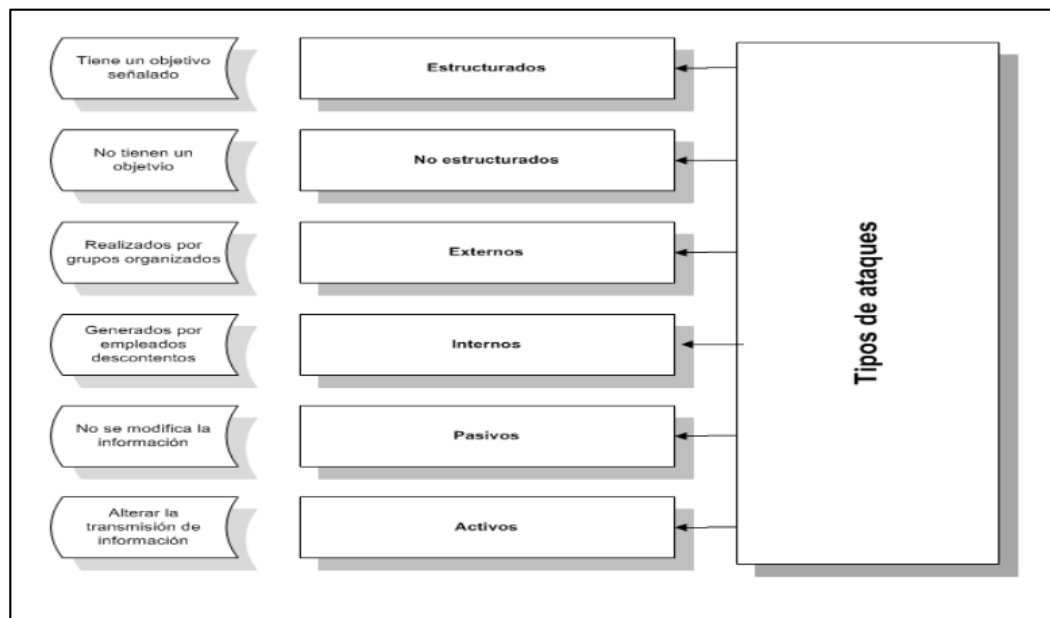 Tiene un objetivo
señalado
Estructurados
No tienen un
objetvio
No estructurados
Realizados por
grupos organizados
Externos
Generados por
empleados
descontentos
Internos
No se modifica la
información
Pasivos
Alterar la
transmisión de
información
Activos
Tipos de ataques